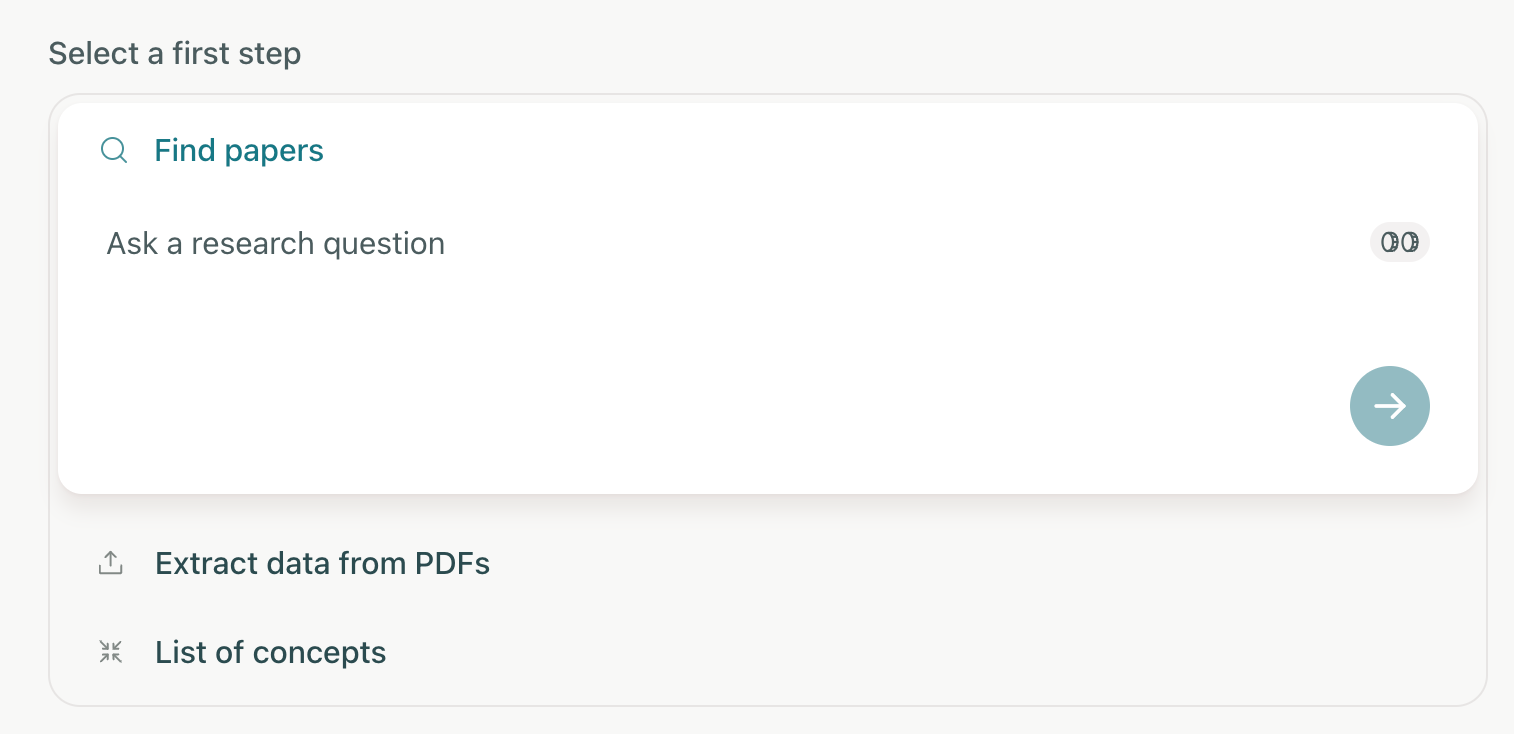 Select a first step
Find papers
Ask a research question
Extract data from PDFs
List of concepts